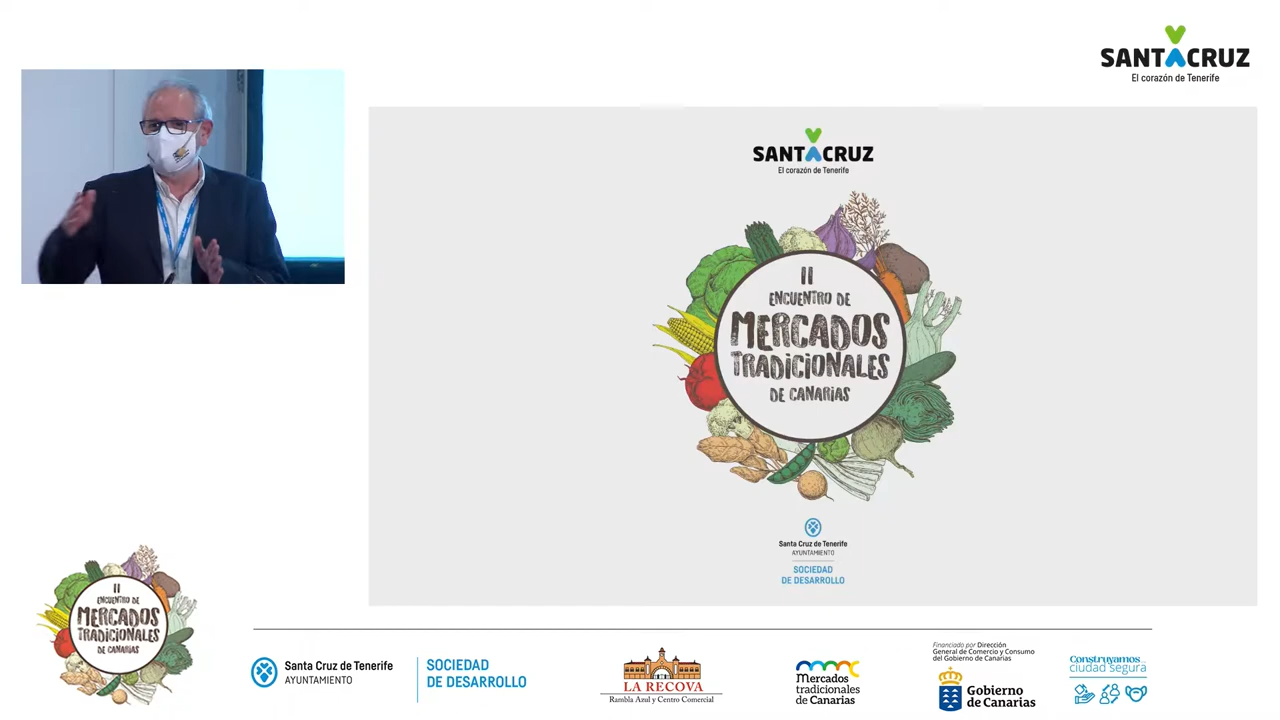 SANTACRUZ
El corazón de Tenerife
SANTACRUZ
El corazón de Tenerife
II
ENCUENTRO DE
MERCADOS
TRADICIONALES
DE CANARIAS
Santa Cruz de Tenerife
AYUNTAMIENTO
SOCIEDAD
DE DESARROLLO
II
ENCUENTRO DE
MERCADOS
TRADICIONALES
DE CANARIAS
Santa Cruz de Tenerife
AYUNTAMIENTO
SOCIEDAD
DE DESARROLLO
LA RECOVA
Rambla Azul y Centro Comercial
Mercados
tradicionales
de Canarias
Financiado por Dirección
General de Comercio y Consumo
del Gobierno de Canarias
Gobierno
de Canarias
Construyamos...
ciudad segura